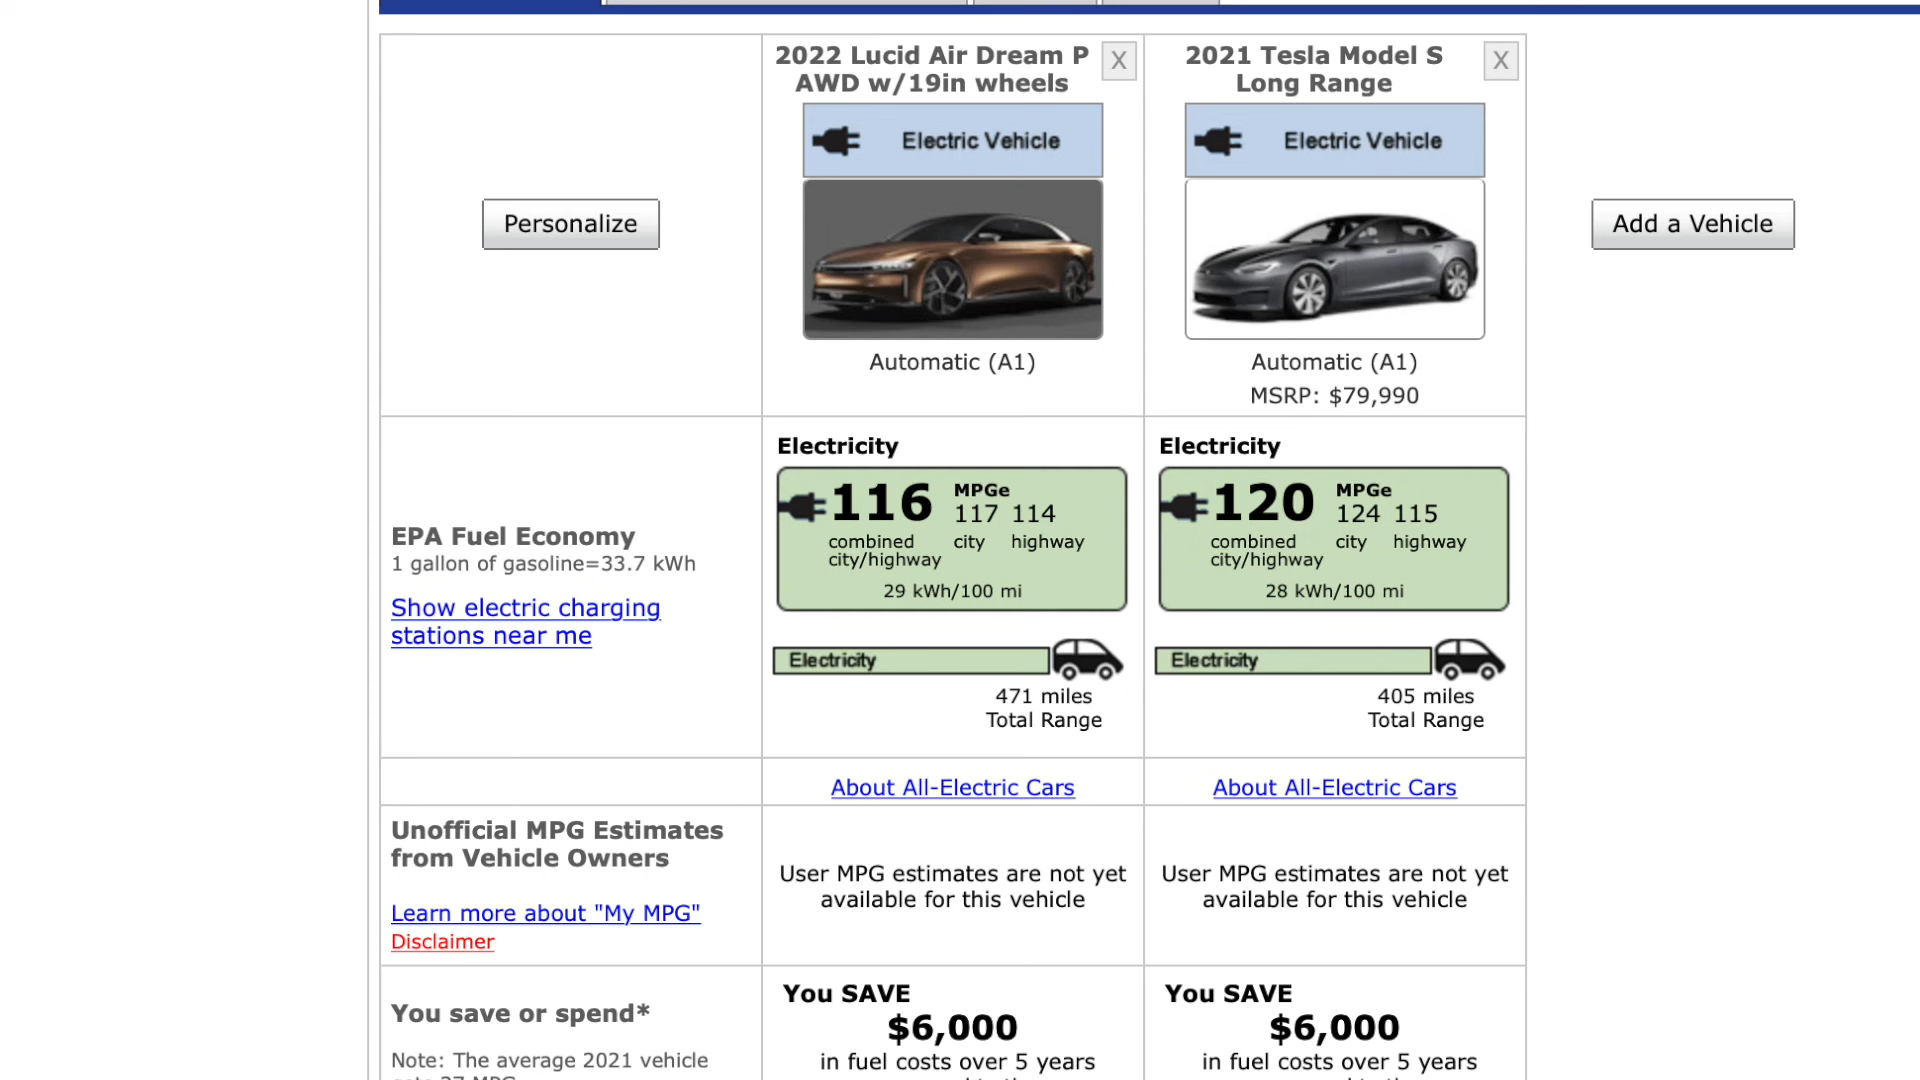 2022 Lucid Air Dream P
AWD w/19in wheels
X
2021 Tesla Model S
Long Range
X
Electric Vehicle
Electric Vehicle
Personalize
Add a Vehicle
Automatic (A1)
Automatic (A1)
MSRP: $79,990
EPA Fuel Economy
1 gallon of gasoline=33.7 kWh
Show electric charging
stations near me
Electricity
116 MPGe
117 114
combined city highway
city/highway
29 kWh/100 mi
Electricity
471 miles
Total Range
Electricity
120 MPGe
124 115
combined city highway
city/highway
28 kWh/100 mi
Electricity
405 miles
Total Range
About All-Electric Cars
About All-Electric Cars
Unofficial MPG Estimates
from Vehicle Owners
Learn more about "My MPG"
Disclaimer
User MPG estimates are not yet
available for this vehicle
User MPG estimates are not yet
available for this vehicle
You save or spend*
Note: The average 2021 vehicle
You SAVE
$6,000
in fuel costs over 5 years
You SAVE
$6,000
in fuel costs over 5 years